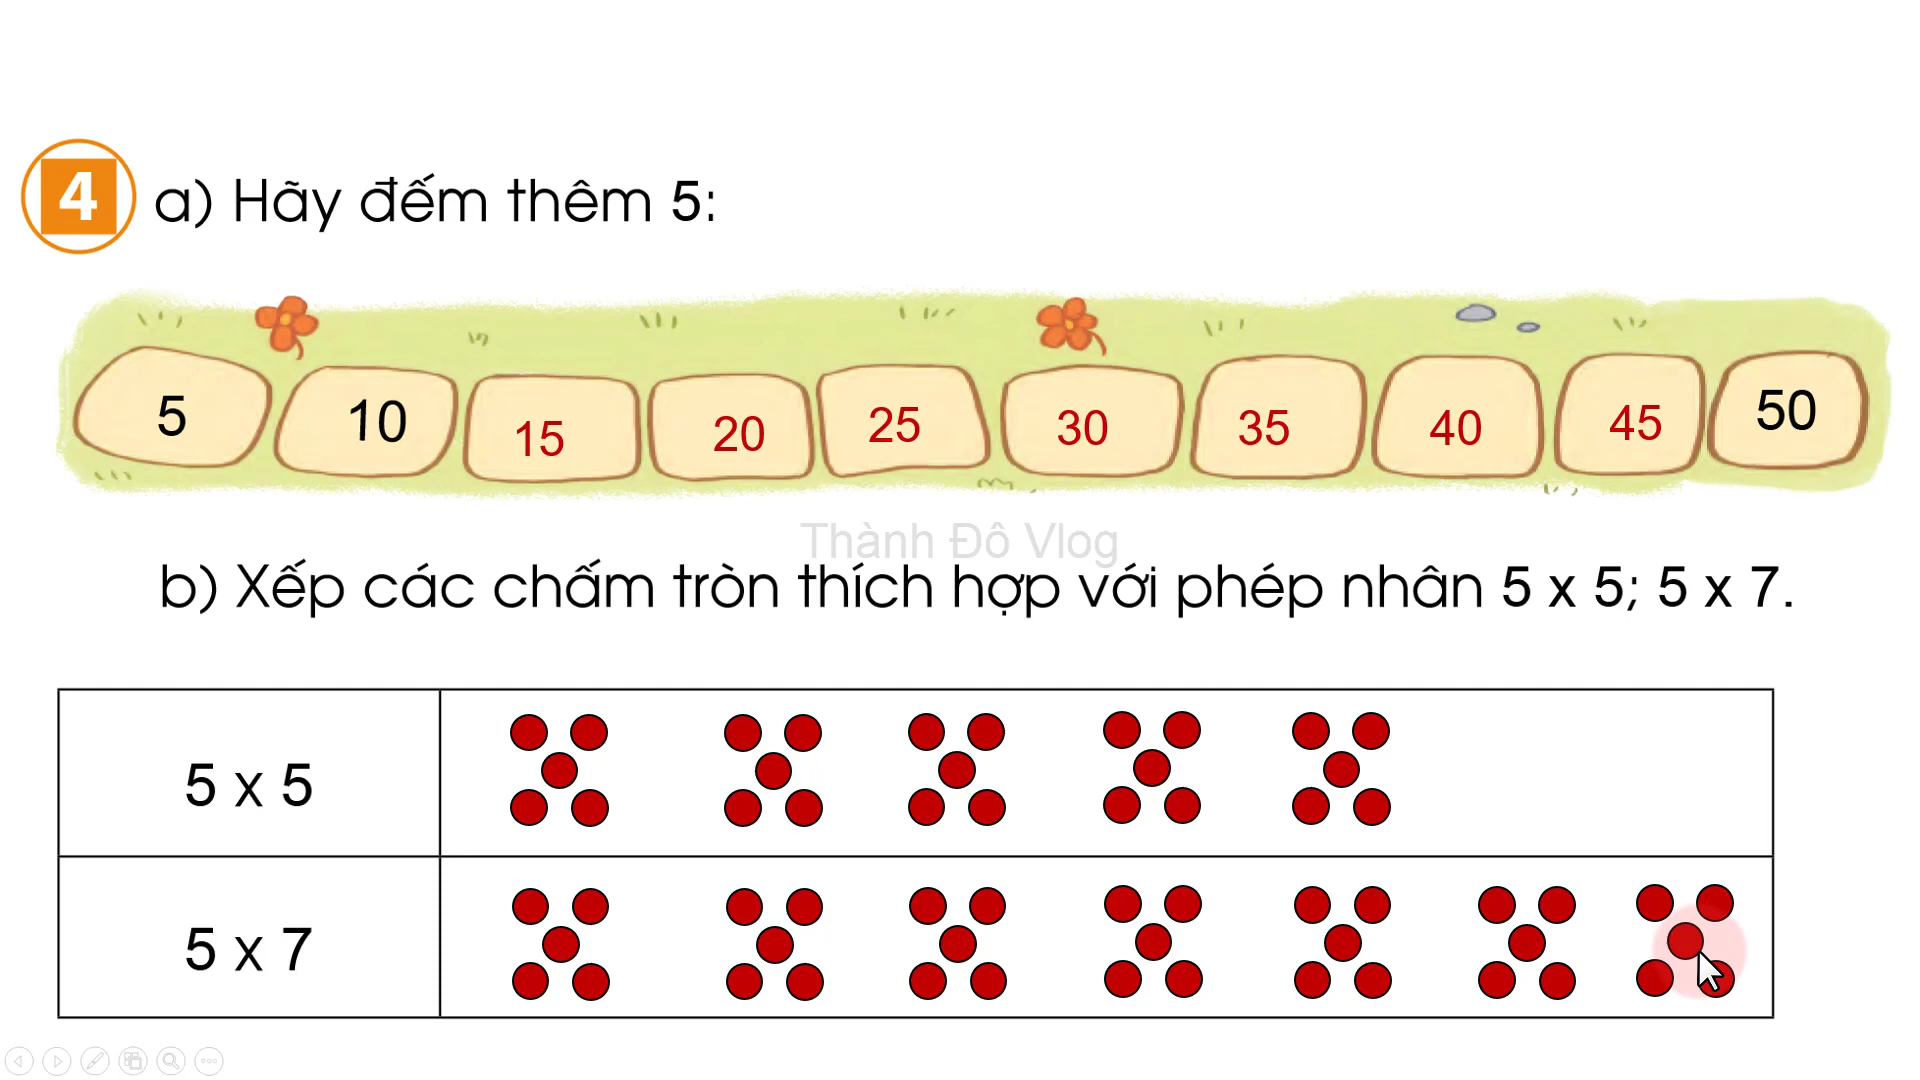 4 a) Hãy đếm thêm 5:
5 10 15 20 25 30 35 40 45 50
Thành Đô Vlog
b) Xếp các chấm tròn thích hợp với phép nhân 5 x 5; 5 x 7.
5 x 5
5 x 7